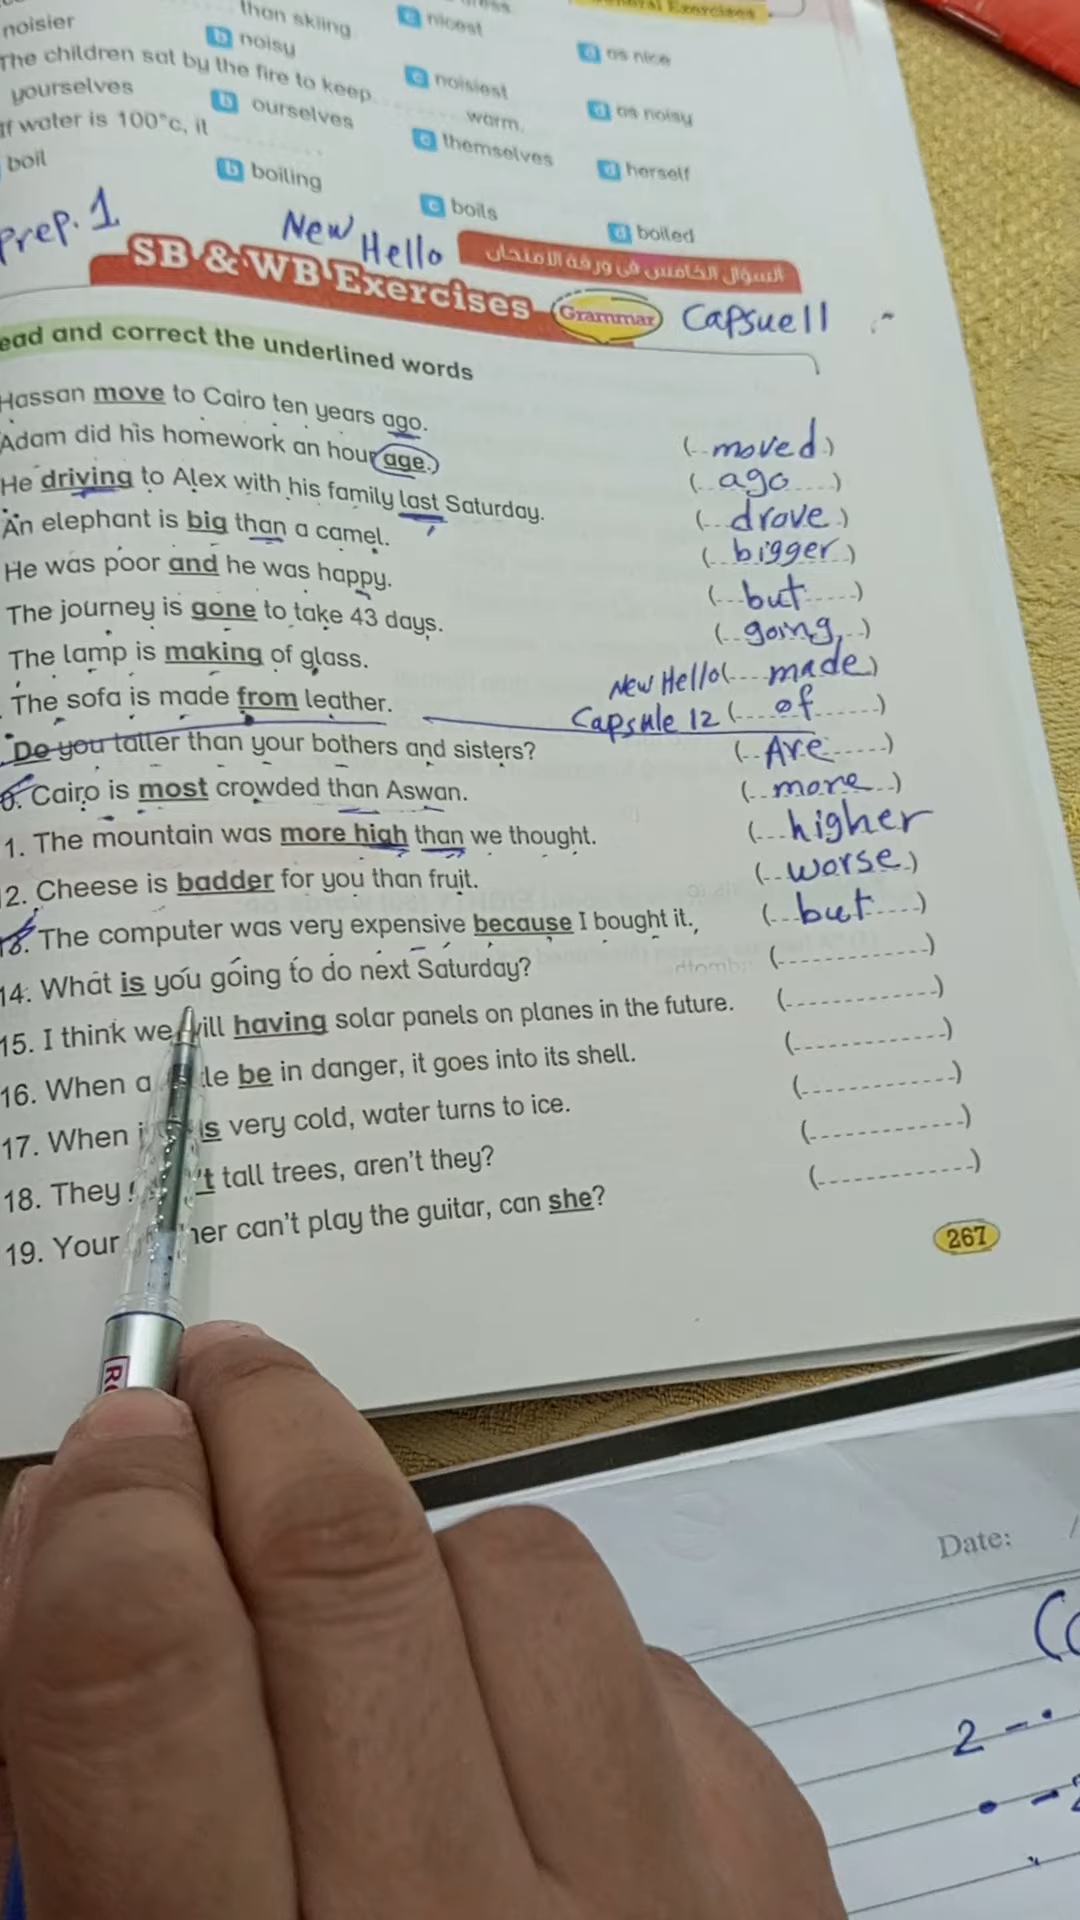 noisier
than skiing
c nicest
d as nice
b noisy
c noisiest
d as noisy
The children sat by the fire to keep ........ warm.
yourselves
b ourselves
c themselves
d herself
If water is 100°c, it ........
boil
b boiling
c boils
d boiled
Prep. 1
New Hello
السؤال الخامس فى ورقة الامتحان
SB & WB Exercises
Grammar
Capsule 11
ead and correct the underlined words
Hassan move to Cairo ten years ago. (moved)
Adam did his homework an hour age. (ago)
He driving to Alex with his family last Saturday. (drove)
An elephant is big than a camel. (bigger)
He was poor and he was happy. (but)
The journey is gone to take 43 days. (going)
The lamp is making of glass. (made)
New Hello
The sofa is made from leather. (of)
Capsule 12
Do you taller than your bothers and sisters? (Are)
0. Cairo is most crowded than Aswan. (more)
1. The mountain was more high than we thought. (higher
2. Cheese is badder for you than fruit. (worse)
13. The computer was very expensive because I bought it. (but)
14. What is you going to do next Saturday? (............)
15. I think we will having solar panels on planes in the future. (............)
16. When a be in danger, it goes into its shell. (............)
17. When is very cold, water turns to ice. (............)
18. They 't tall trees, aren't they? (............)
19. Your her can't play the guitar, can she? (............)
267
Date:
2